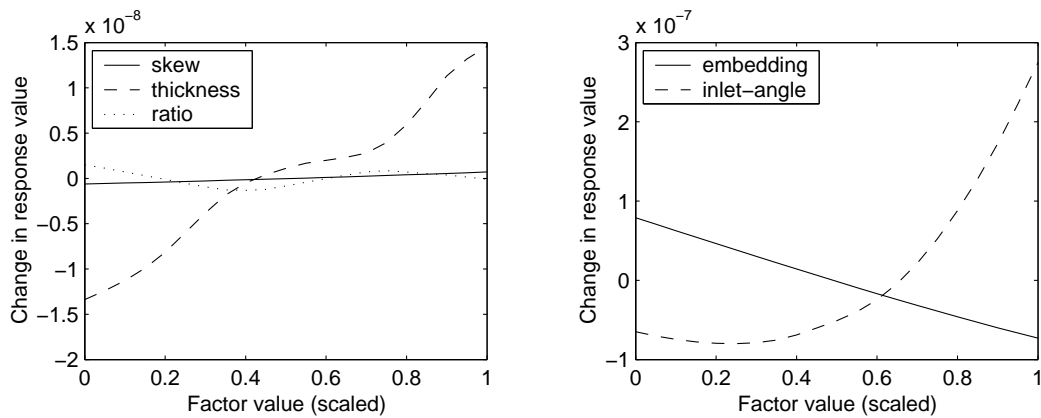 x 10⁻⁸
1.5
1
0.5
0
−0.5
−1
−1.5
−2
Change in response value
skew
thickness
ratio
0 0.2 0.4 0.6 0.8 1
Factor value (scaled)
x 10⁻⁷
3
2
1
0
−1
Change in response value
embedding
inlet−angle
0 0.2 0.4 0.6 0.8 1
Factor value (scaled)